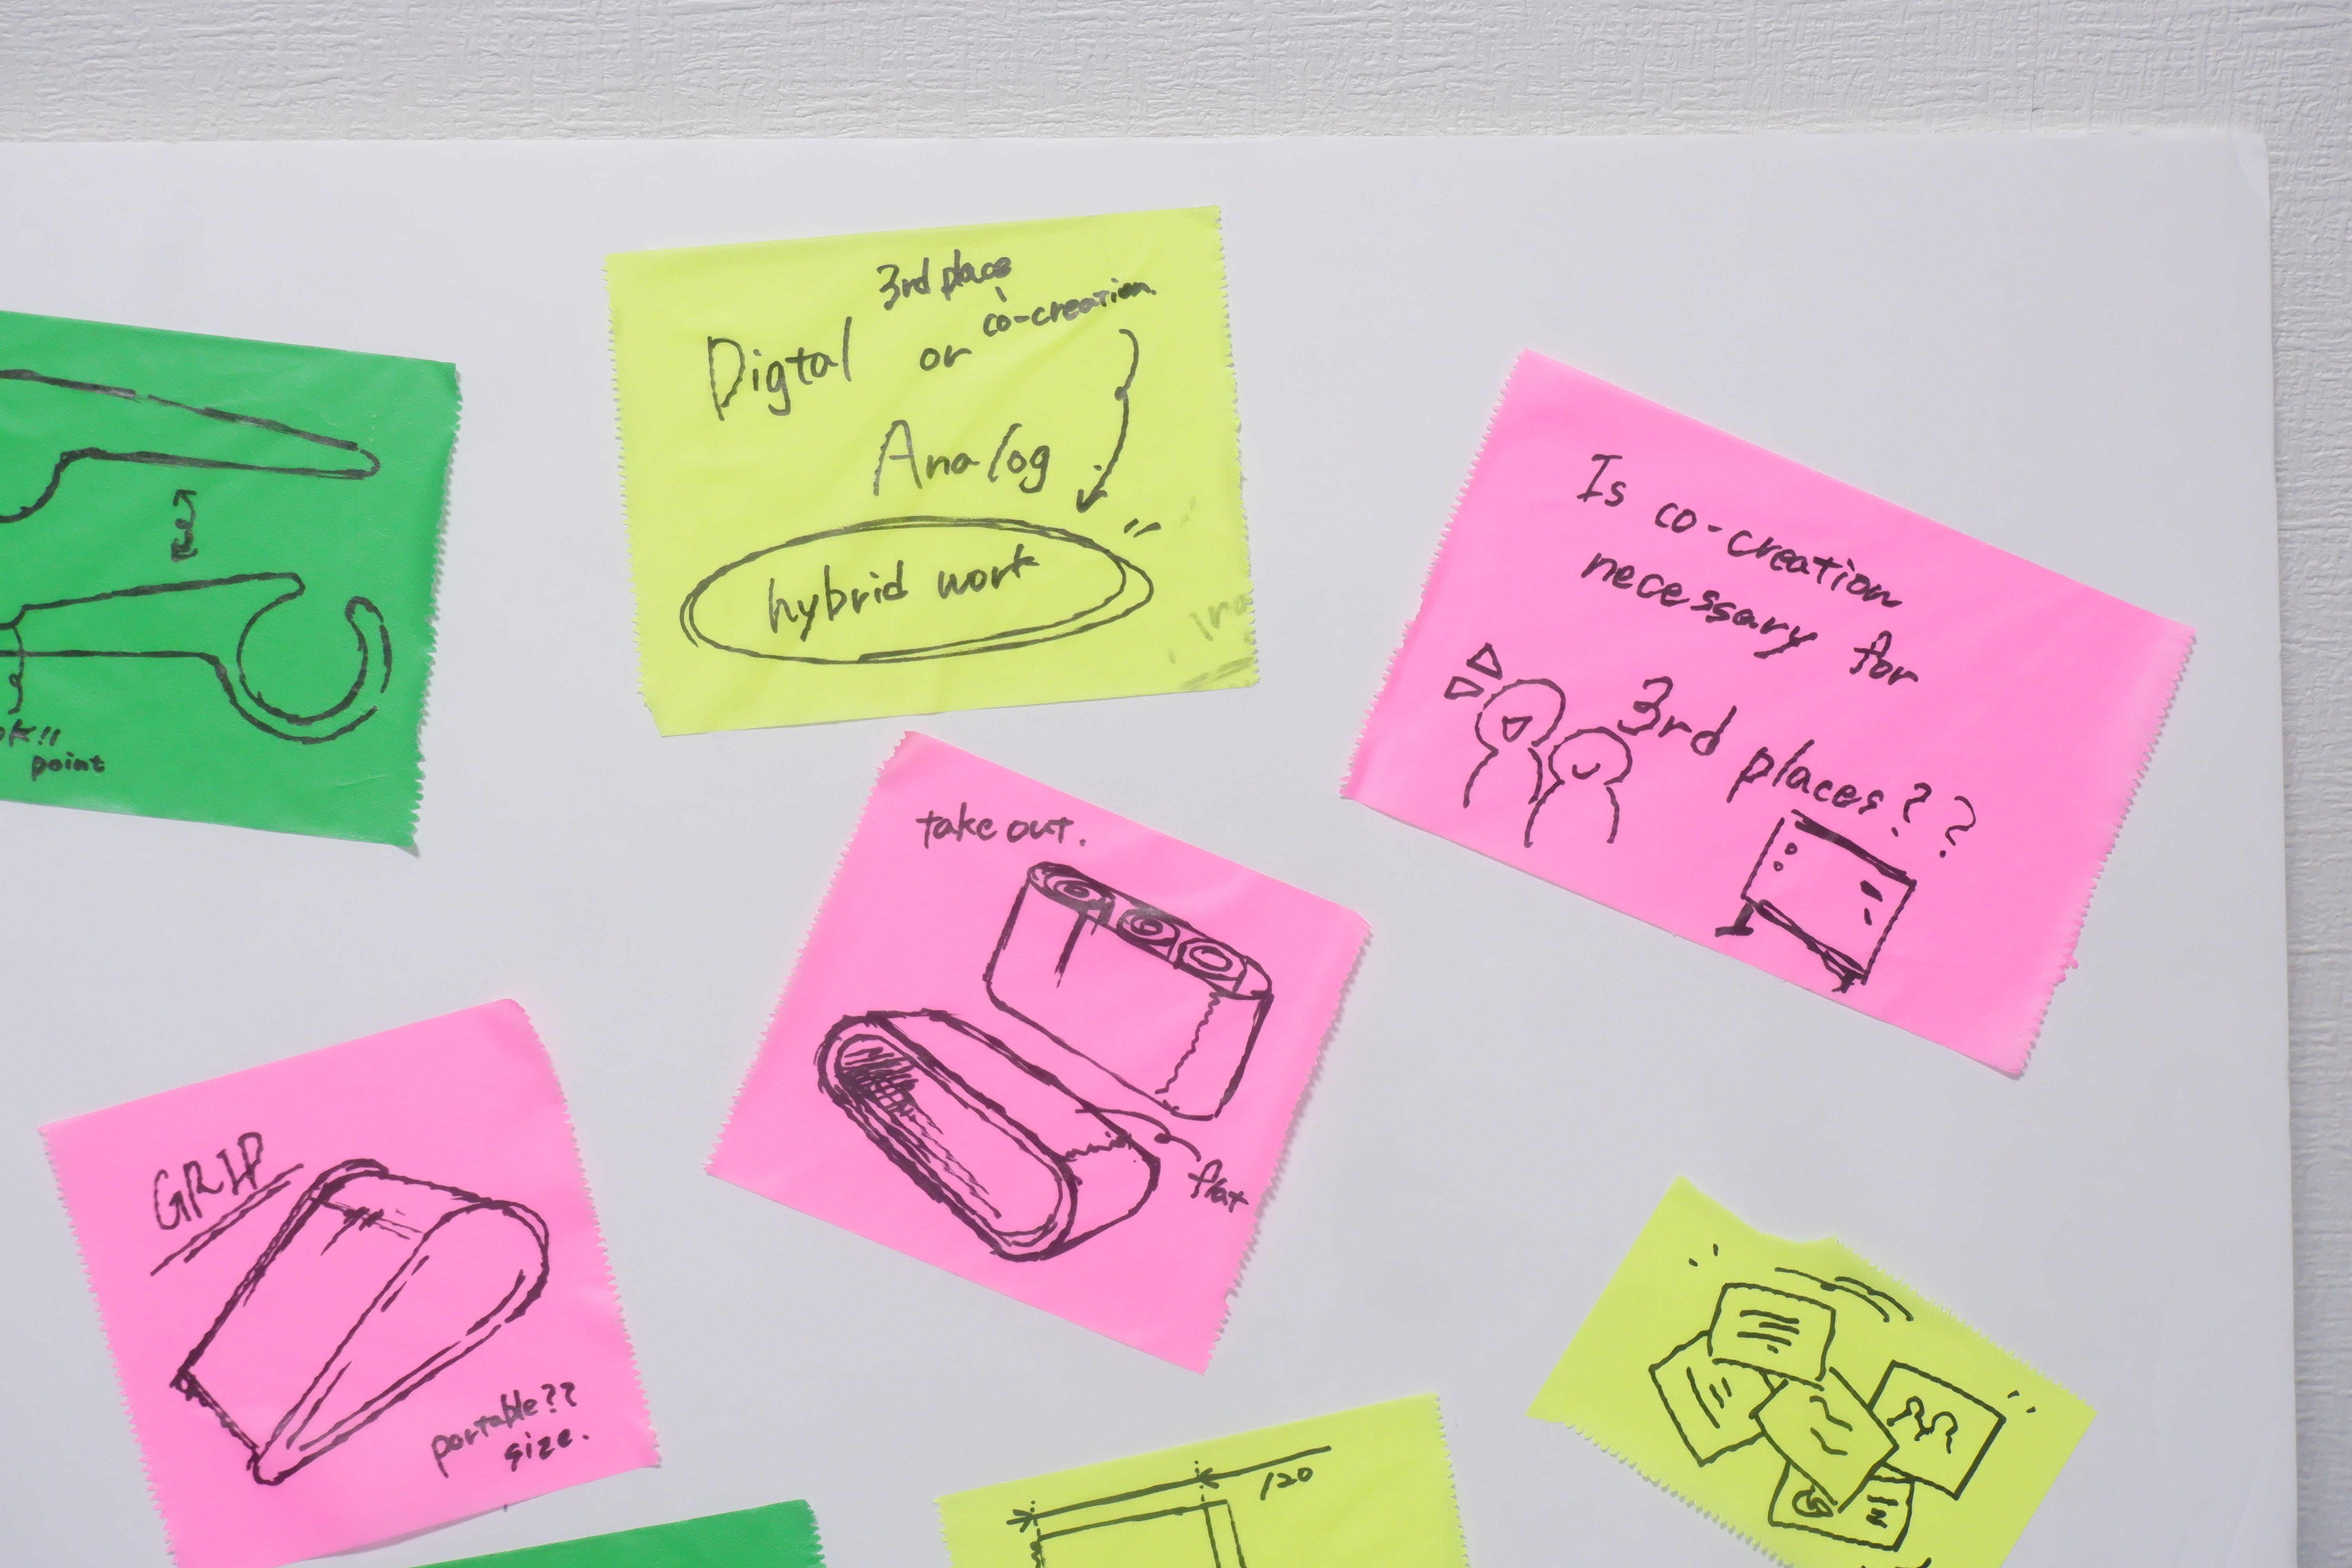 3rd place
co-creation.
Digtal or
Analog
hybrid work
Is co-creation
necessary for
3rd places??
point
take out.
flat
GRIP
portable??
size.
120